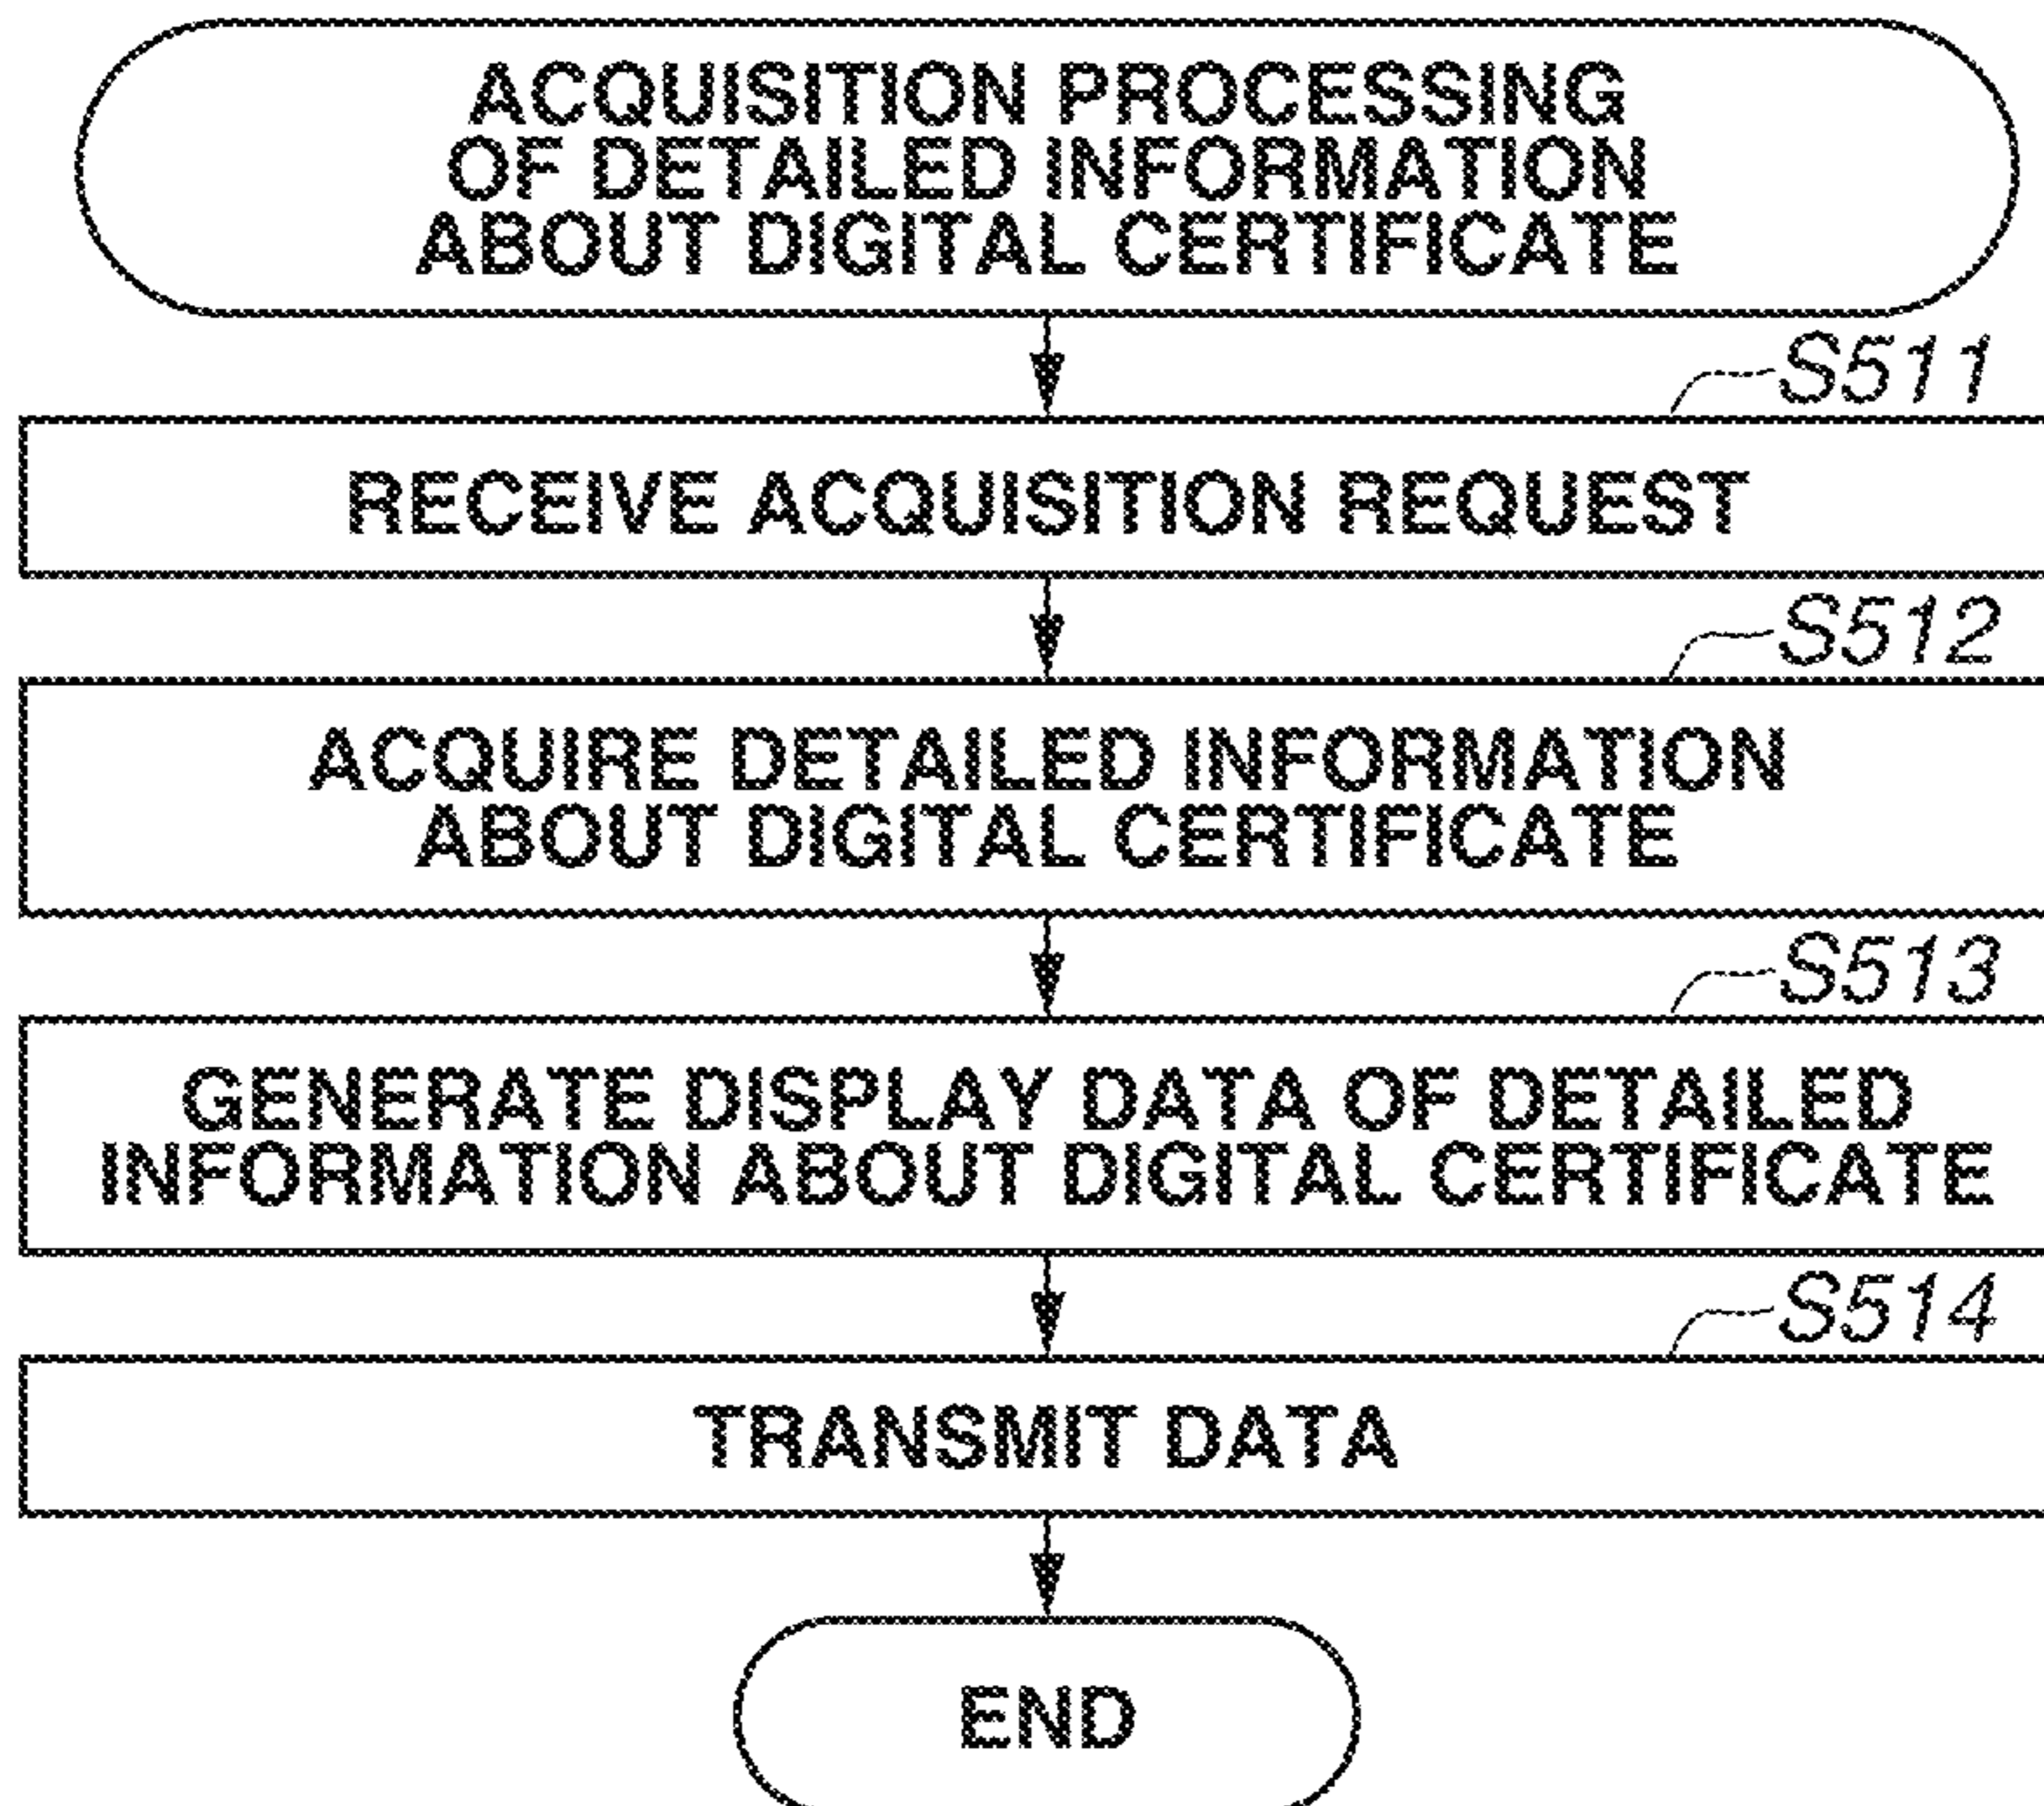 ACQUISITION PROCESSING
OF DETAILED INFORMATION
ABOUT DIGITAL CERTIFICATE
S511
RECEIVE ACQUISITION REQUEST
S512
ACQUIRE DETAILED INFORMATION
ABOUT DIGITAL CERTIFICATE
S513
GENERATE DISPLAY DATA OF DETAILED
INFORMATION ABOUT DIGITAL CERTIFICATE
S514
TRANSMIT DATA
END